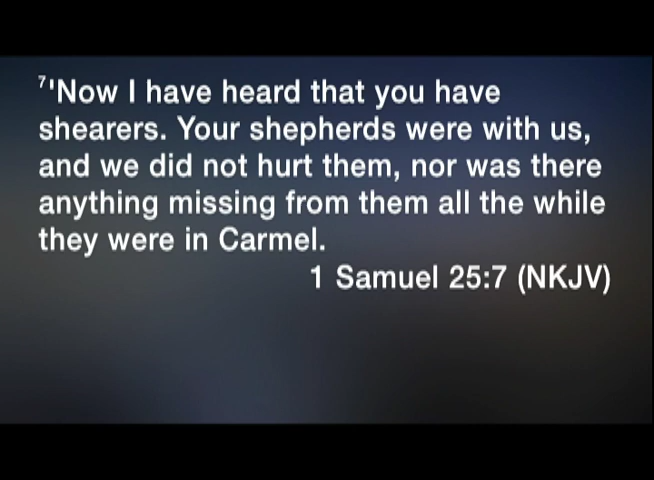 ⁷'Now I have heard that you have
shearers. Your shepherds were with us,
and we did not hurt them, nor was there
anything missing from them all the while
they were in Carmel.
1 Samuel 25:7 (NKJV)